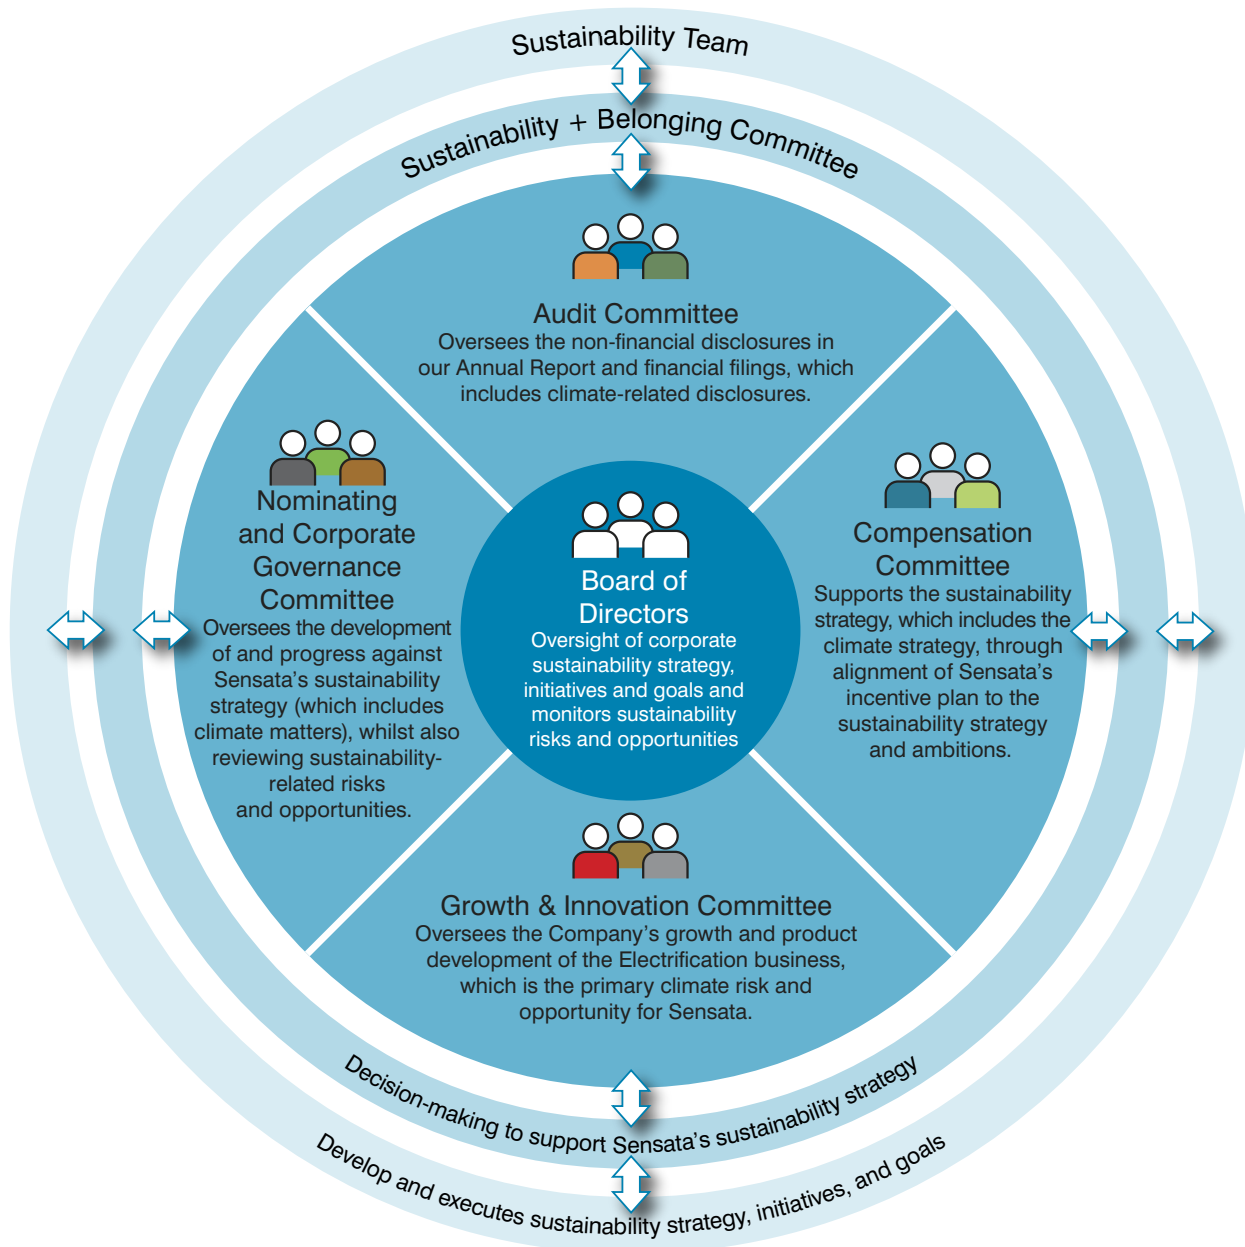 Sustainability Team
Sustainability + Belonging Committee
Audit Committee
Oversees the non-financial disclosures in
our Annual Report and financial filings, which
includes climate-related disclosures.
Nominating
and Corporate
Governance
Committee
Oversees the development
of and progress against
Sensata’s sustainability
strategy (which includes
climate matters), whilst also
reviewing sustainability-
related risks
and opportunities.
Board of
Directors
Oversight of corporate
sustainability strategy,
initiatives and goals and
monitors sustainability
risks and opportunities
Compensation
Committee
Supports the sustainability
strategy, which includes the
climate strategy, through
alignment of Sensata’s
incentive plan to the
sustainability strategy
and ambitions.
Growth & Innovation Committee
Oversees the Company’s growth and product
development of the Electrification business,
which is the primary climate risk and
opportunity for Sensata.
Decision-making to support Sensata’s sustainability strategy
Develop and executes sustainability strategy, initiatives, and goals